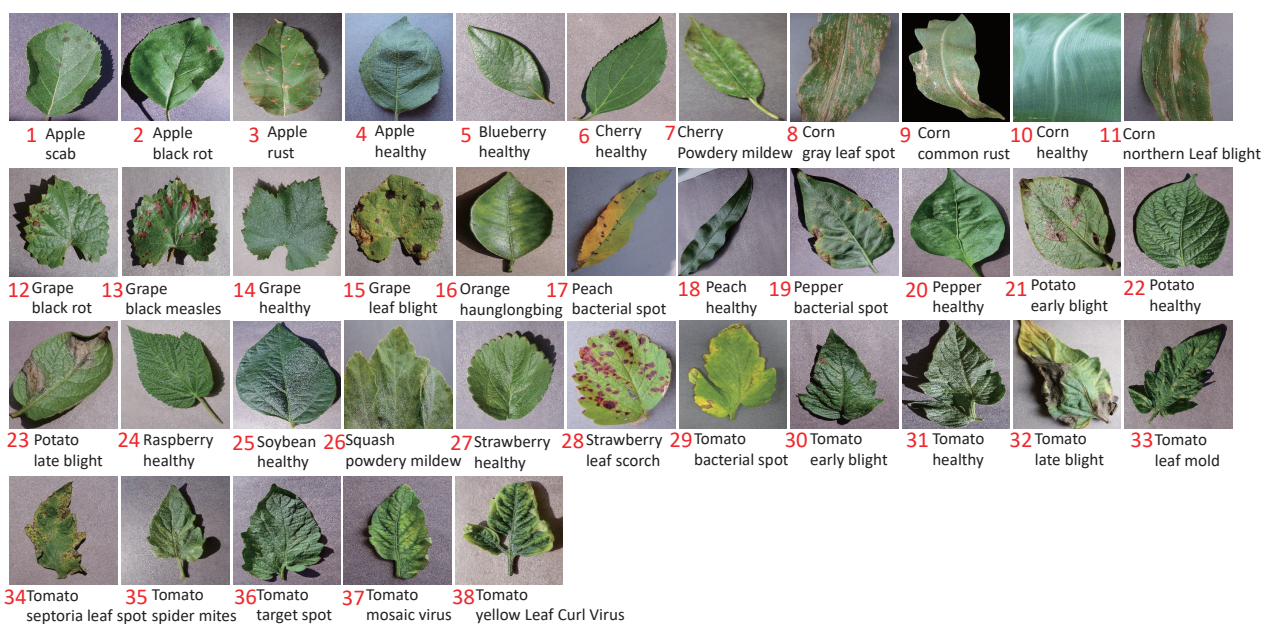 1 Apple 2 Apple 3 Apple 4 Apple 5 Blueberry 6 Cherry 7 Cherry 8 Corn 9 Corn 10 Corn 11 Corn
scab black rot rust healthy healthy healthy Powdery mildew gray leaf spot common rust healthy northern Leaf blight
12 Grape 13 Grape 14 Grape 15 Grape 16 Orange 17 Peach 18 Peach 19 Pepper 20 Pepper 21 Potato 22 Potato
black rot black measles healthy leaf blight haunglongbing bacterial spot healthy bacterial spot healthy early blight healthy
23 Potato 24 Raspberry 25 Soybean 26 Squash 27 Strawberry 28 Strawberry 29 Tomato 30 Tomato 31 Tomato 32 Tomato 33 Tomato
late blight healthy healthy powdery mildew healthy leaf scorch bacterial spot early blight healthy late blight leaf mold
34 Tomato 35 Tomato 36 Tomato 37 Tomato 38 Tomato
septoria leaf spot spider mites target spot mosaic virus yellow Leaf Curl Virus